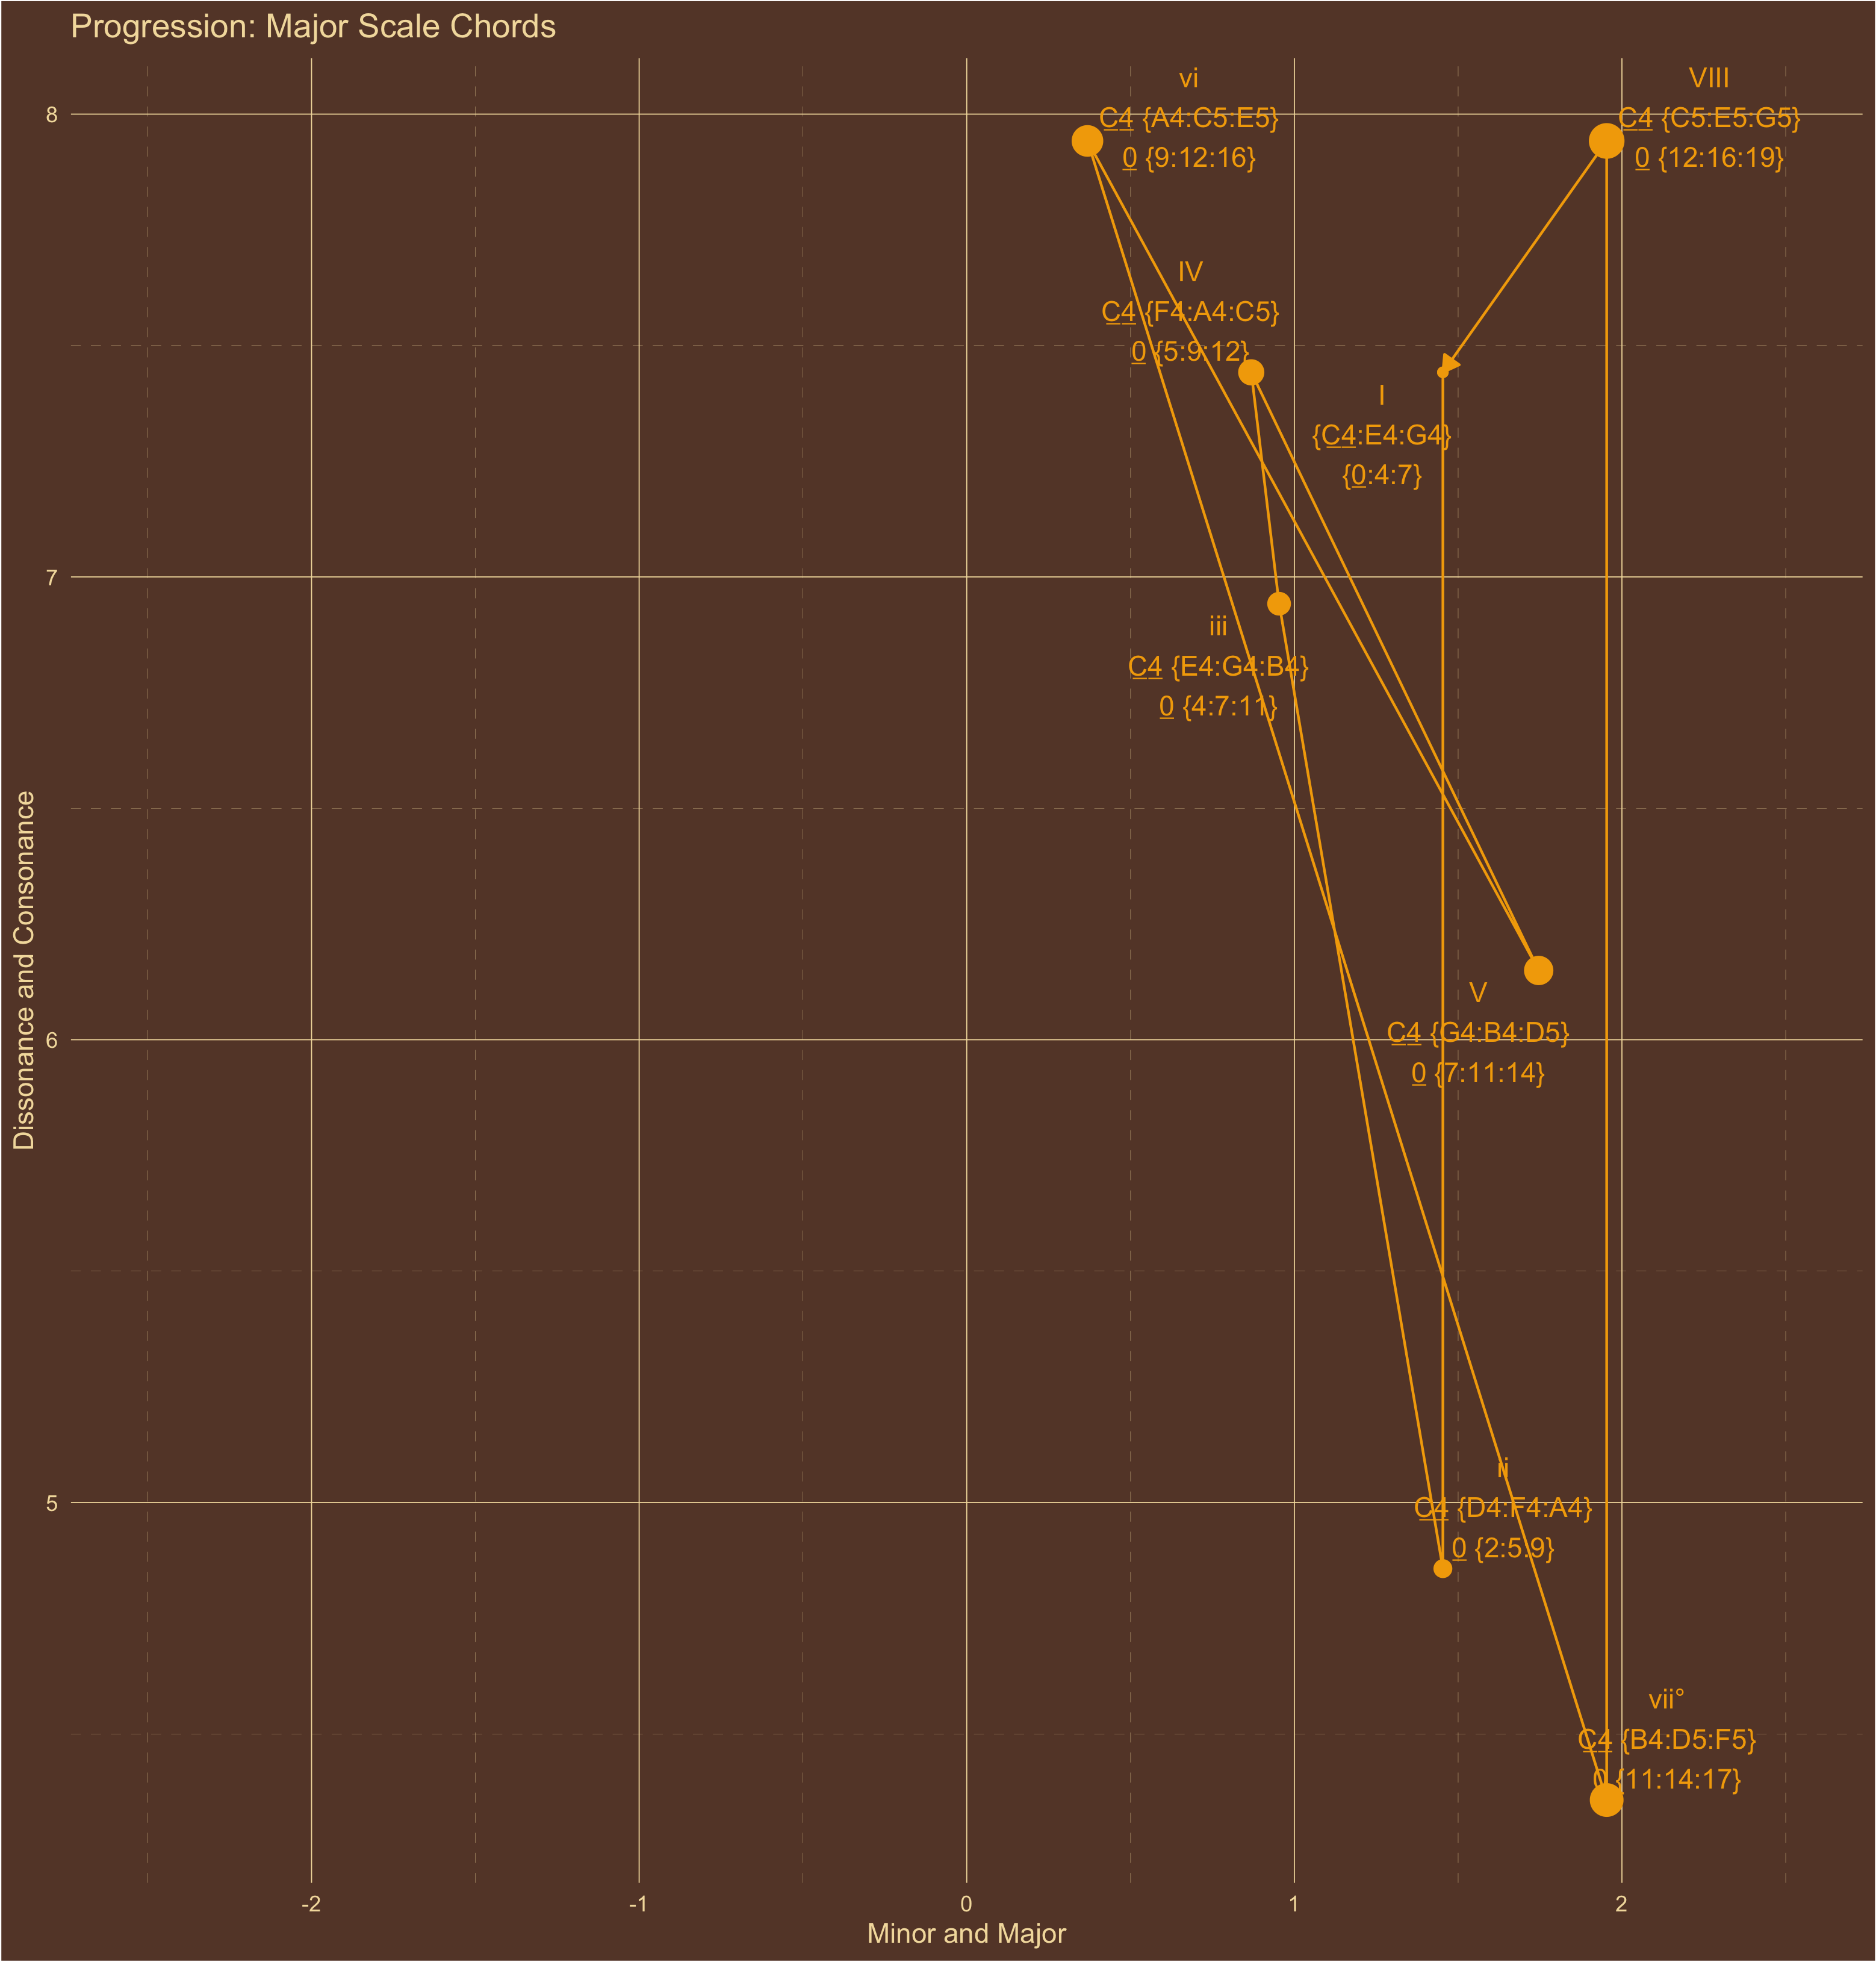 Progression: Major Scale Chords
vi
C4 {A4:C5:E5}
0 {9:12:16}
VIII
C4 {C5:E5:G5}
0 {12:16:19}
IV
C4 {F4:A4:C5}
0 {5:9:12}
I
{C4:E4:G4}
{0:4:7}
iii
C4 {E4:G4:B4}
0 {4:7:11}
V
C4 {G4:B4:D5}
0 {7:11:14}
ii
C4 {D4:F4:A4}
0 {2:5:9}
vii°
C4 {B4:D5:F5}
0 {11:14:17}
8
7
6
5
Dissonance and Consonance
-2
-1
0
1
2
Minor and Major